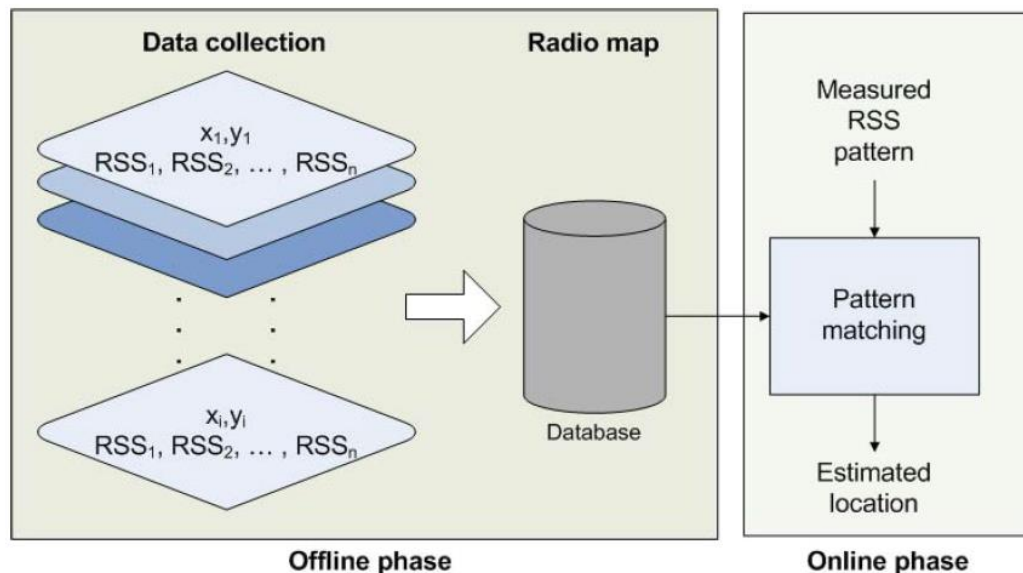 Data collection
Radio map
x₁,y₁
RSS₁, RSS₂, ... , RSSₙ
xᵢ,yᵢ
RSS₁, RSS₂, ... , RSSₙ
Database
Offline phase
Measured
RSS
pattern
Pattern
matching
Estimated
location
Online phase